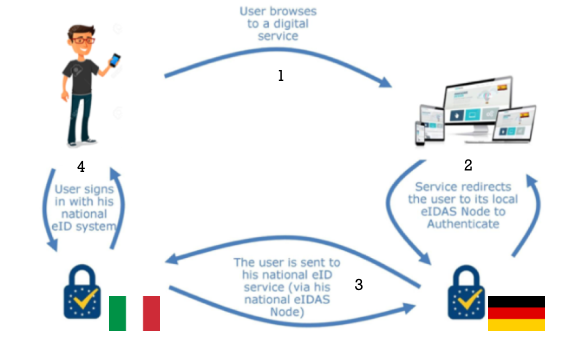 User browses
to a digital
service
1
2
Service redirects
the user to its local
eIDAS Node to
Authenticate
The user is sent to
his national eID
service (via his
national eIDAS
Node)
3
4
User signs
in with his
national
eID system